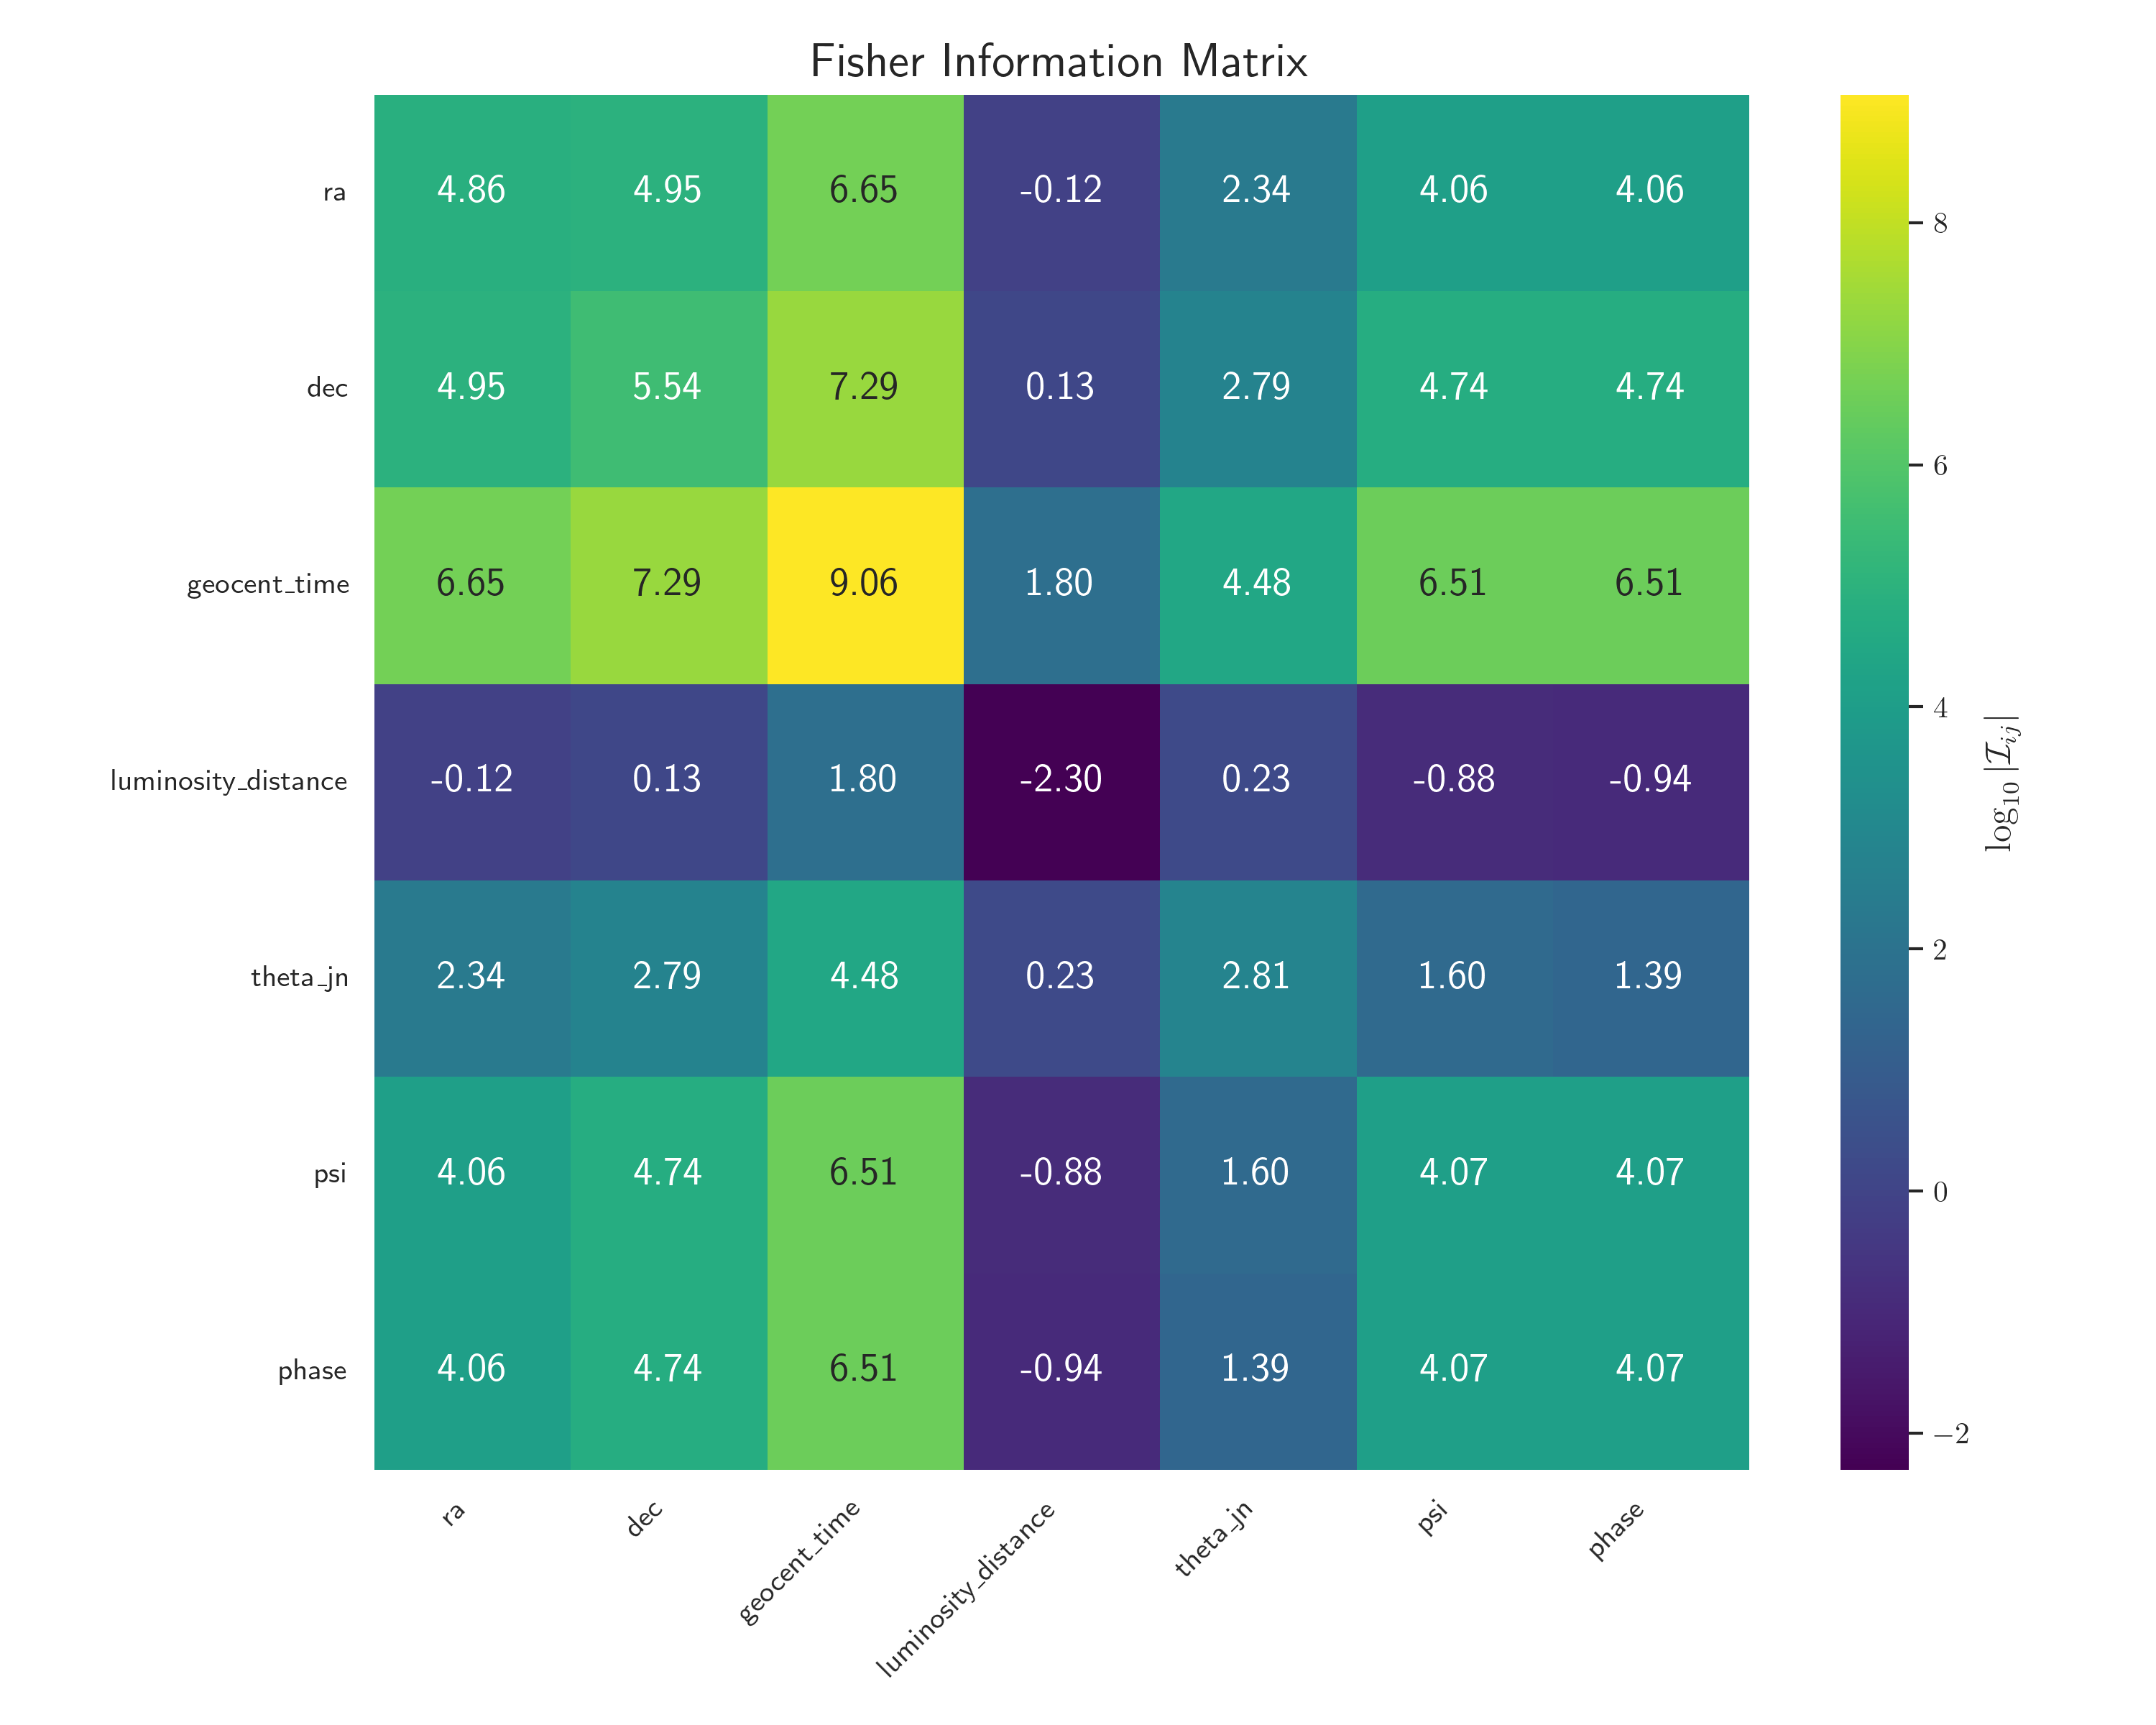 Fisher Information Matrix
ra 4.86 4.95 6.65 -0.12 2.34 4.06 4.06
dec 4.95 5.54 7.29 0.13 2.79 4.74 4.74
geocent_time 6.65 7.29 9.06 1.80 4.48 6.51 6.51
luminosity_distance -0.12 0.13 1.80 -2.30 0.23 -0.88 -0.94
theta_jn 2.34 2.79 4.48 0.23 2.81 1.60 1.39
psi 4.06 4.74 6.51 -0.88 1.60 4.07 4.07
phase 4.06 4.74 6.51 -0.94 1.39 4.07 4.07
ra dec geocent_time luminosity_distance theta_jn psi phase
8
6
4
2
0
−2
log₁₀ |𝓘ᵢⱼ|